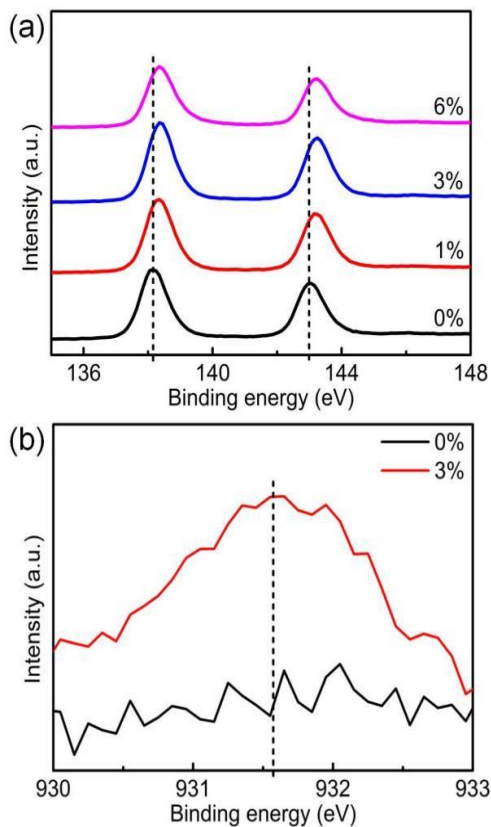 (a)
Intensity (a.u.)
6%
3%
1%
0%
136 140 144 148
Binding energy (eV)
(b)
0%
3%
Intensity (a.u.)
930 931 932 933
Binding energy (eV)